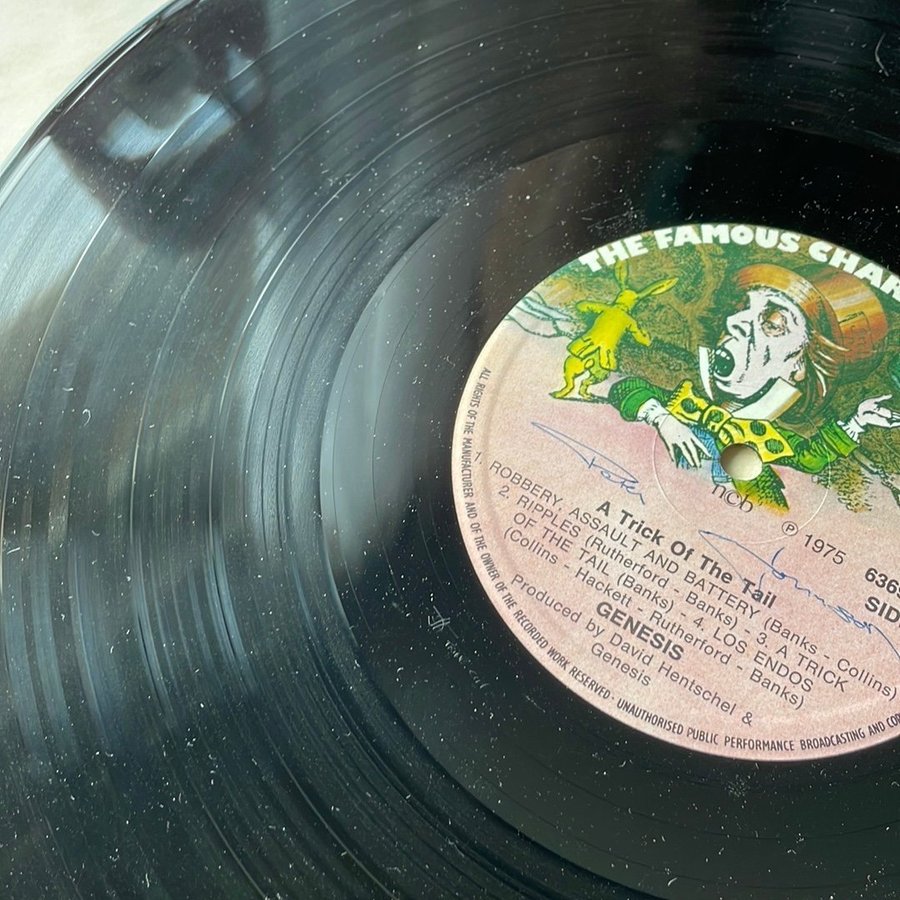 THE FAMOUS CHAR
ncb
℗ 1975
6369
SID
A Trick Of The Tail
1. ROBBERY, ASSAULT AND BATTERY (Banks - Collins)
2. RIPPLES (Rutherford - Banks) - 3. A TRICK
OF THE TAIL (Banks) - 4. LOS ENDOS
(Collins - Hackett - Rutherford - Banks)
GENESIS
Produced by David Hentschel &
Genesis
ALL RIGHTS OF THE MANUFACTURER AND OF THE OWNER OF THE RECORDED WORK RESERVED · UNAUTHORISED PUBLIC PERFORMANCE BROADCASTING AND COP